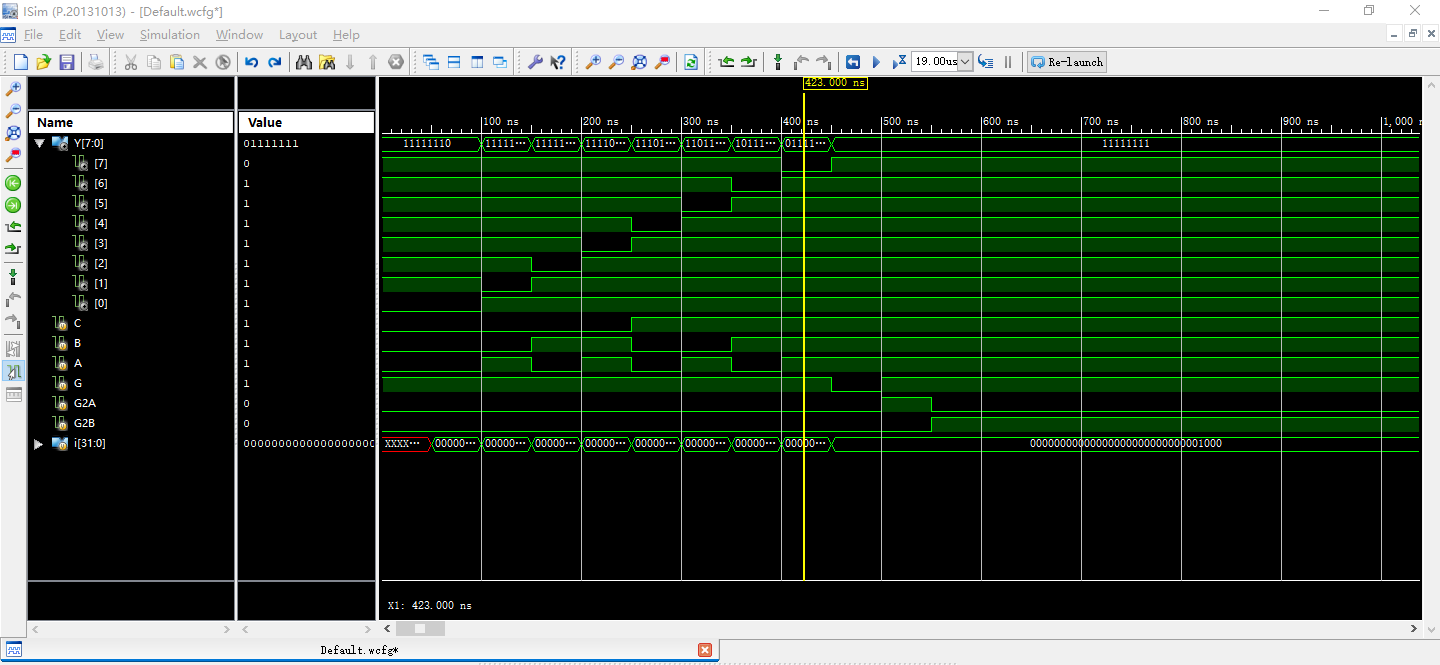 ISim (P.20131013) - [Default.wcfg*]
File Edit View Simulation Window Layout Help
19.00us Re-launch
423.000 ns
Name Value
100 ns 200 ns 300 ns 400 ns 500 ns 600 ns 700 ns 800 ns 900 ns 1,000
Y[7:0] 01111111 11111110 11111··· 11111··· 11110··· 11101··· 11011··· 10111··· 01111··· 11111111
[7] 0
[6] 1
[5] 1
[4] 1
[3] 1
[2] 1
[1] 1
[0] 1
C 1
B 1
A 1
G 1
G2A 0
G2B 0
i[31:0] XXXX··· 00000··· 00000··· 00000··· 00000··· 00000··· 00000··· 00000··· 00000··· 00000000000000000000000000001000
X1: 423.000 ns
Default.wcfg*